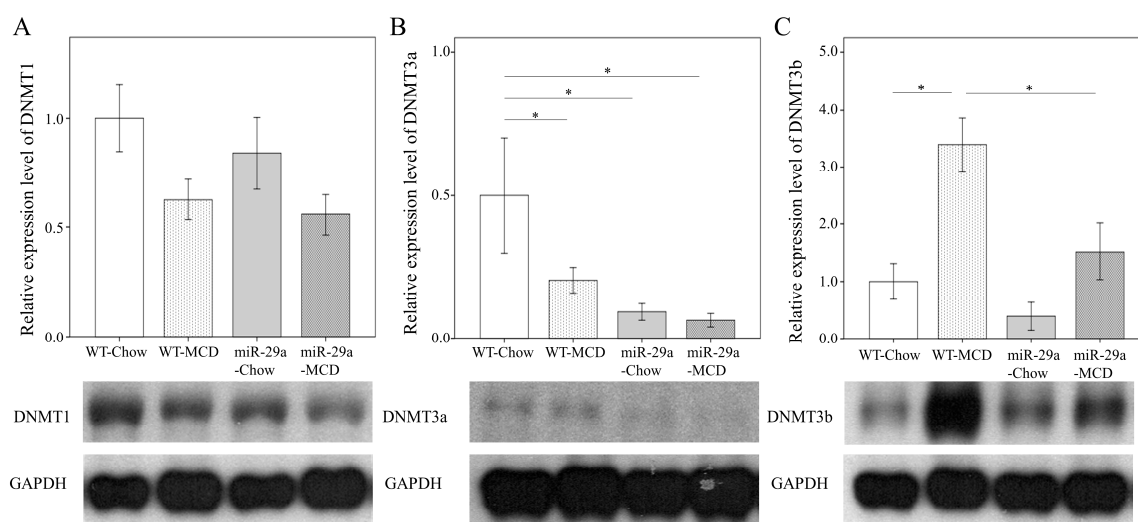 A
Relative expression level of DNMT1
1.0
0.5
0.0
WT-Chow WT-MCD miR-29a-Chow miR-29a-MCD
DNMT1
GAPDH
B
Relative expression level of DNMT3a
1.0
0.5
0.0
* * *
WT-Chow WT-MCD miR-29a-Chow miR-29a-MCD
DNMT3a
GAPDH
C
Relative expression level of DNMT3b
5.0
4.0
3.0
2.0
1.0
0.0
* *
WT-Chow WT-MCD miR-29a-Chow miR-29a-MCD
DNMT3b
GAPDH